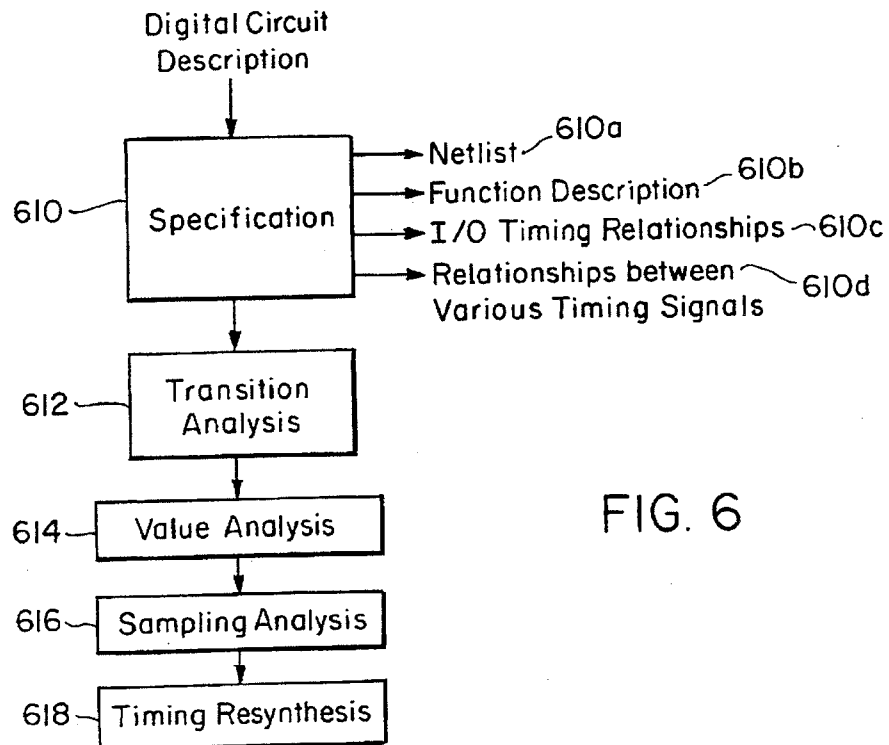 Digital Circuit
Description
610
Specification
Netlist
610a
Function Description
610b
I/O Timing Relationships
610c
Relationships between
Various Timing Signals
610d
612
Transition
Analysis
614
Value Analysis
FIG. 6
616
Sampling Analysis
618
Timing Resynthesis